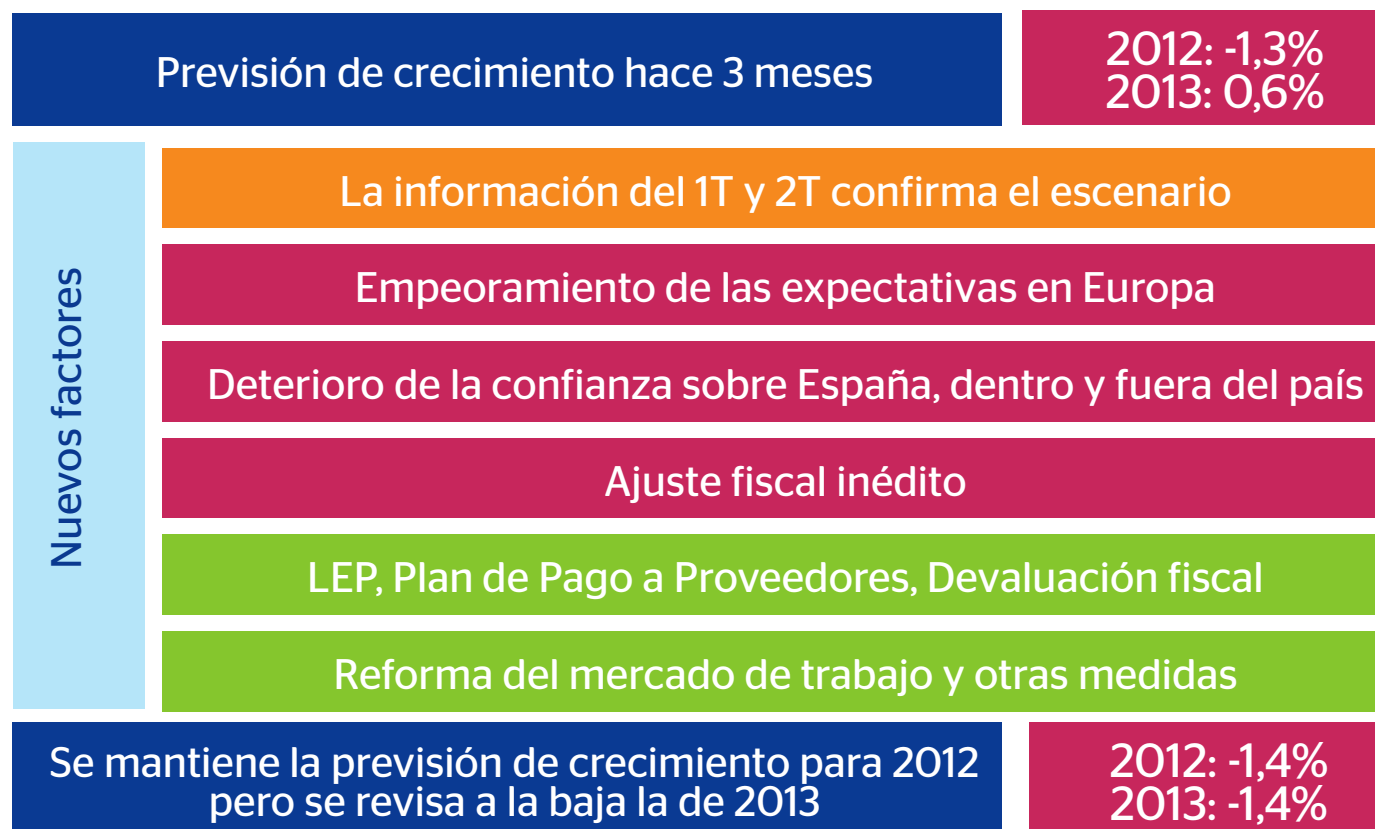 Previsión de crecimiento hace 3 meses
2012: -1,3%
2013: 0,6%
Nuevos factores
La información del 1T y 2T confirma el escenario
Empeoramiento de las expectativas en Europa
Deterioro de la confianza sobre España, dentro y fuera del país
Ajuste fiscal inédito
LEP, Plan de Pago a Proveedores, Devaluación fiscal
Reforma del mercado de trabajo y otras medidas
Se mantiene la previsión de crecimiento para 2012
pero se revisa a la baja la de 2013
2012: -1,4%
2013: -1,4%